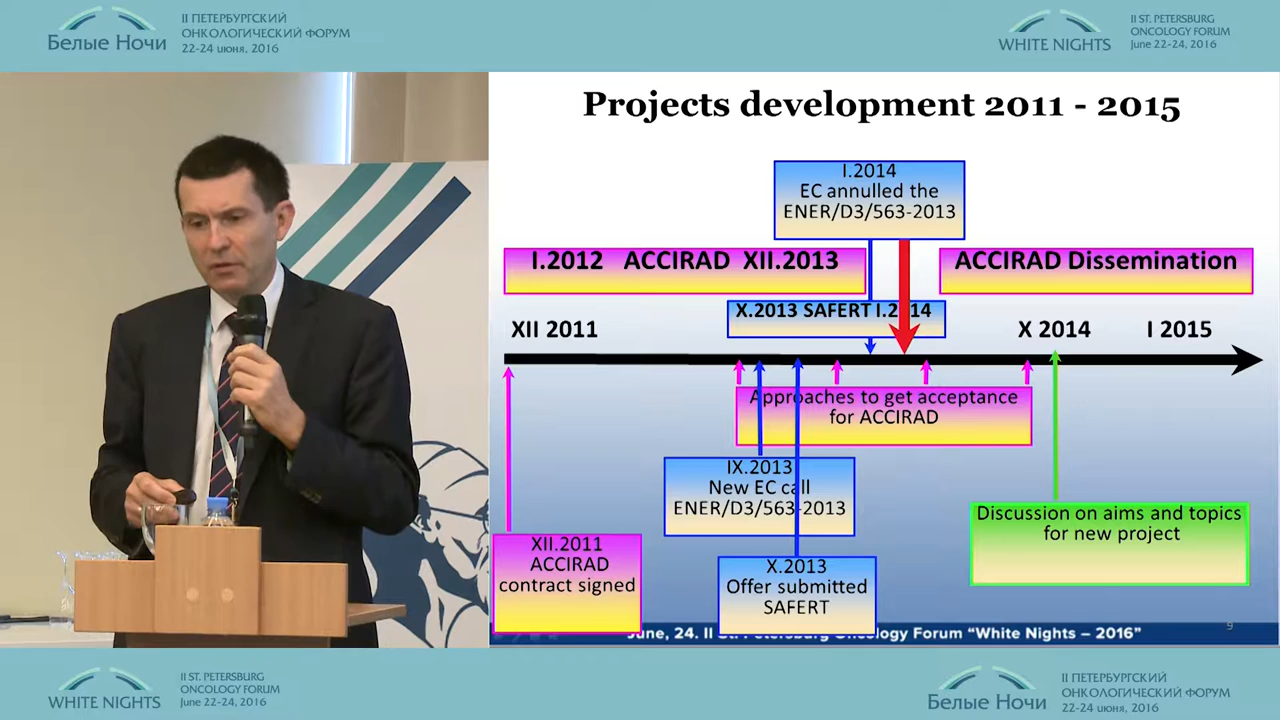 Белые Ночи
II ПЕТЕРБУРГСКИЙ
ОНКОЛОГИЧЕСКИЙ ФОРУМ
22-24 июня, 2016
WHITE NIGHTS
II ST. PETERSBURG
ONCOLOGY FORUM
June 22-24, 2016
Projects development 2011 - 2015
I.2014
EC annulled the
ENER/D3/563-2013
I.2012 ACCIRAD XII.2013
ACCIRAD Dissemination
X.2013 SAFERT I.2014
XII 2011
X 2014
I 2015
Approaches to get acceptance
for ACCIRAD
IX.2013
New EC call
ENER/D3/563-2013
Discussion on aims and topics
for new project
XII.2011
ACCIRAD
contract signed
X.2013
Offer submitted
SAFERT
June, 24. II St. Petersburg Oncology Forum “White Nights – 2016”
9
WHITE NIGHTS
II ST. PETERSBURG
ONCOLOGY FORUM
June 22-24, 2016
Белые Ночи
II ПЕТЕРБУРГСКИЙ
ОНКОЛОГИЧЕСКИЙ ФОРУМ
22-24 июня, 2016